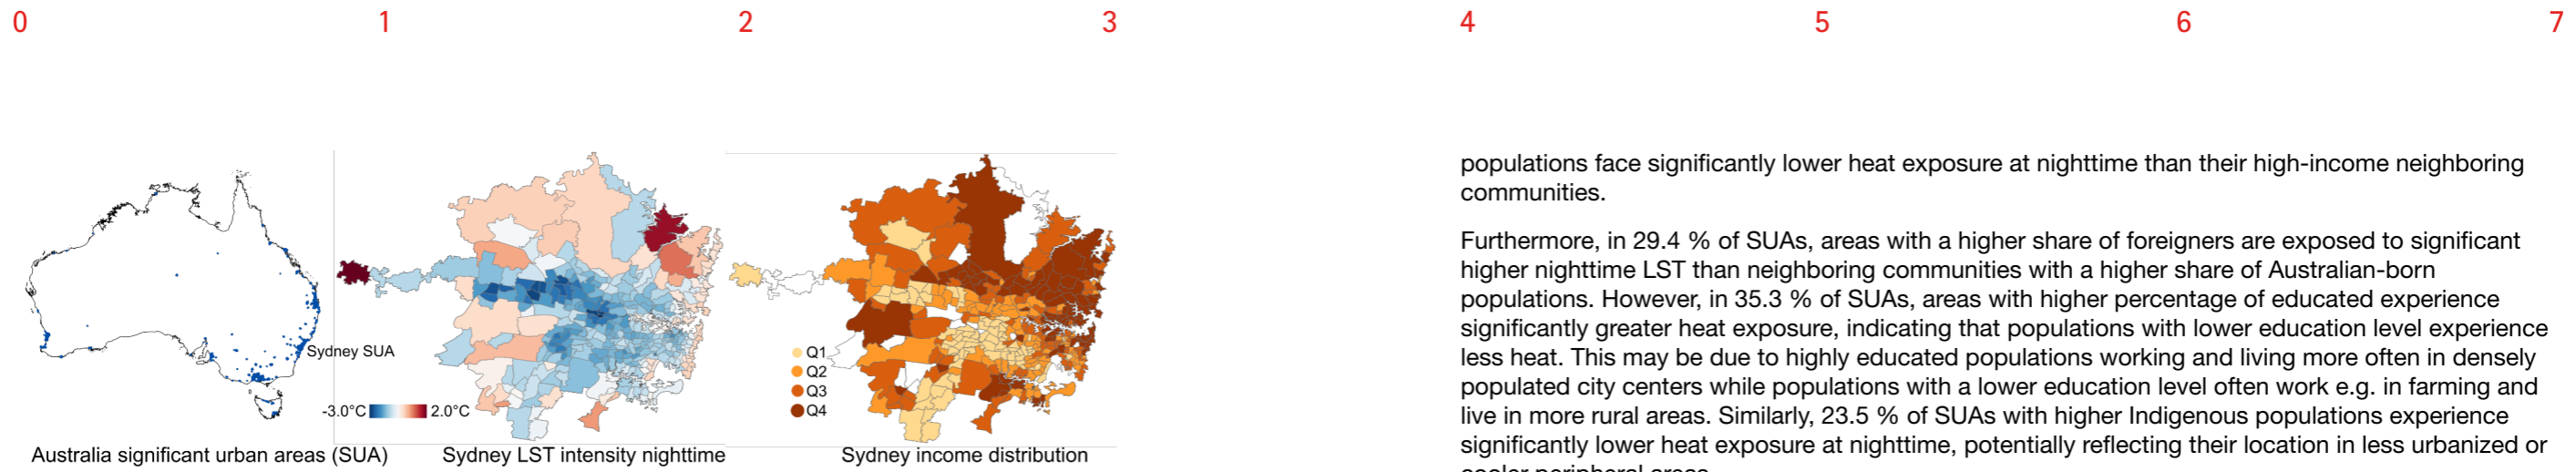 0 1 2 3 4 5 6 7
Sydney SUA
-3.0°C 2.0°C
Q1
Q2
Q3
Q4
Australia significant urban areas (SUA)
Sydney LST intensity nighttime
Sydney income distribution
populations face significantly lower heat exposure at nighttime than their high-income neighboring
communities.
Furthermore, in 29.4 % of SUAs, areas with a higher share of foreigners are exposed to significant
higher nighttime LST than neighboring communities with a higher share of Australian-born
populations. However, in 35.3 % of SUAs, areas with higher percentage of educated experience
significantly greater heat exposure, indicating that populations with lower education level experience
less heat. This may be due to highly educated populations working and living more often in densely
populated city centers while populations with a lower education level often work e.g. in farming and
live in more rural areas. Similarly, 23.5 % of SUAs with higher Indigenous populations experience
significantly lower heat exposure at nighttime, potentially reflecting their location in less urbanized or
cooler peripheral areas.